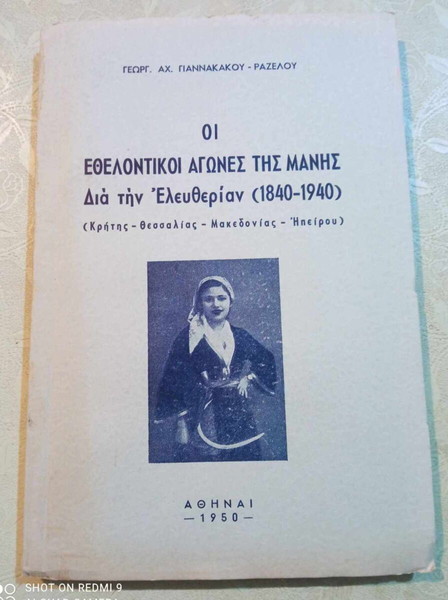 ΓΕΩΡΓ. ΑΧ. ΓΙΑΝΝΑΚΑΚΟΥ - ΡΑΖΕΛΟΥ
ΟΙ
ΕΘΕΛΟΝΤΙΚΟΙ ΑΓΩΝΕΣ ΤΗΣ ΜΑΝΗΣ
Διὰ τὴν Ἐλευθερίαν (1840-1940)
(Κρήτης - Θεσσαλίας - Μακεδονίας - Ἠπείρου)
ΑΘΗΝΑΙ
— 1950 —
SHOT ON REDMI 9